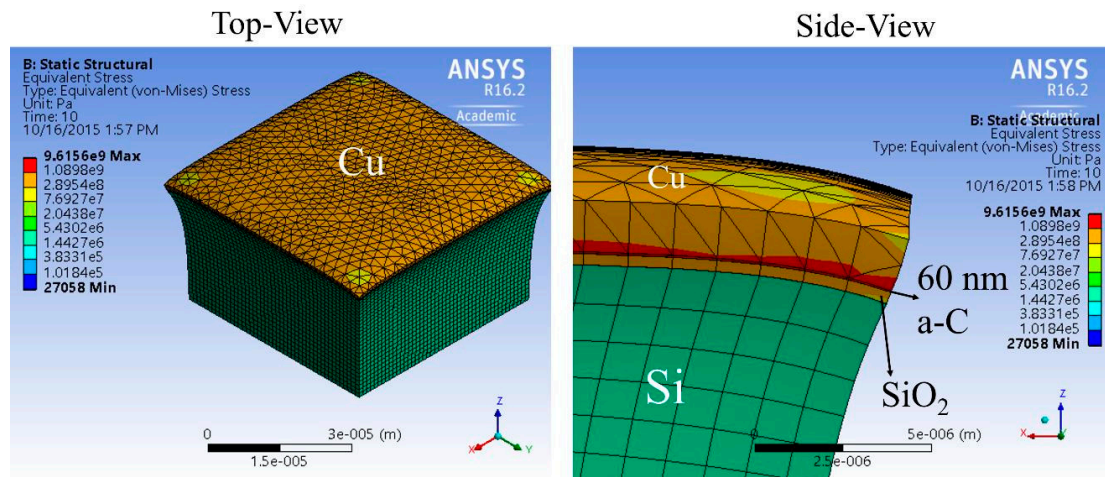 Top-View
Side-View
B: Static Structural
Equivalent Stress
Type: Equivalent (von-Mises) Stress
Unit: Pa
Time: 10
10/16/2015 1:57 PM
ANSYS
R16.2
Academic
9.6156e9 Max
1.0898e9
2.8954e8
7.6927e7
2.0438e7
5.4302e6
1.4427e6
3.8331e5
1.0184e5
27058 Min
Cu
0
3e-005 (m)
1.5e-005
Z
X
Y
ANSYS
R16.2
Academic
B: Static Structural
Equivalent Stress
Type: Equivalent (von-Mises) Stress
Unit: Pa
Time: 10
10/16/2015 1:58 PM
9.6156e9 Max
1.0898e9
2.8954e8
7.6927e7
2.0438e7
5.4302e6
1.4427e6
3.8331e5
1.0184e5
27058 Min
Cu
60 nm
a-C
Si
SiO₂
0
5e-006 (m)
2.5e-006
Z
X
Y